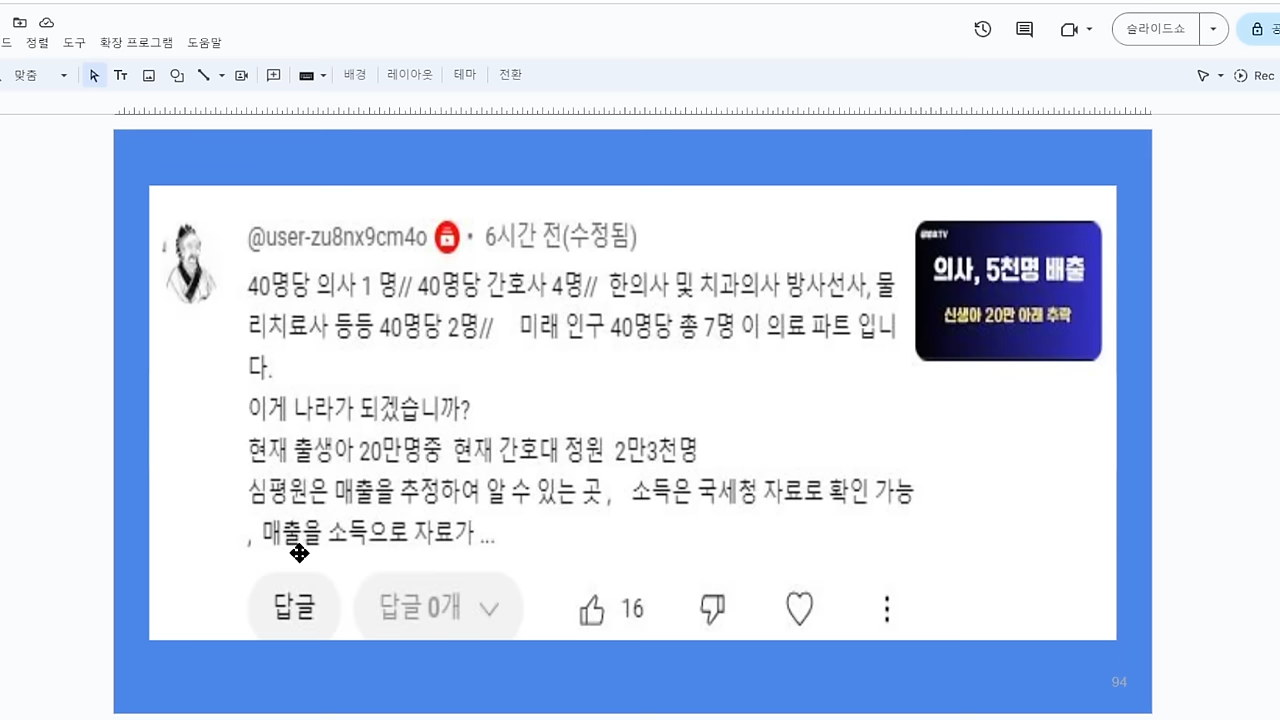 드 정렬 도구 확장 프로그램 도움말
슬라이드쇼
맞춤
배경 레이아웃 테마 전환
Rec
@user-zu8nx9cm4o • 6시간 전(수정됨)
40명당 의사 1 명// 40명당 간호사 4명// 한의사 및 치과의사 방사선사, 물
리치료사 등등 40명당 2명// 미래 인구 40명당 총 7명 이 의료 파트 입니
다.
이게 나라가 되겠습니까?
현재 출생아 20만명중 현재 간호대 정원 2만3천명
심평원은 매출을 추정하여 알 수 있는 곳 , 소득은 국세청 자료로 확인 가능
, 매출을 소득으로 자료가 ...
의사, 5천명 배출
신생아 20만 아래 추락
답글 답글 0개 16
94